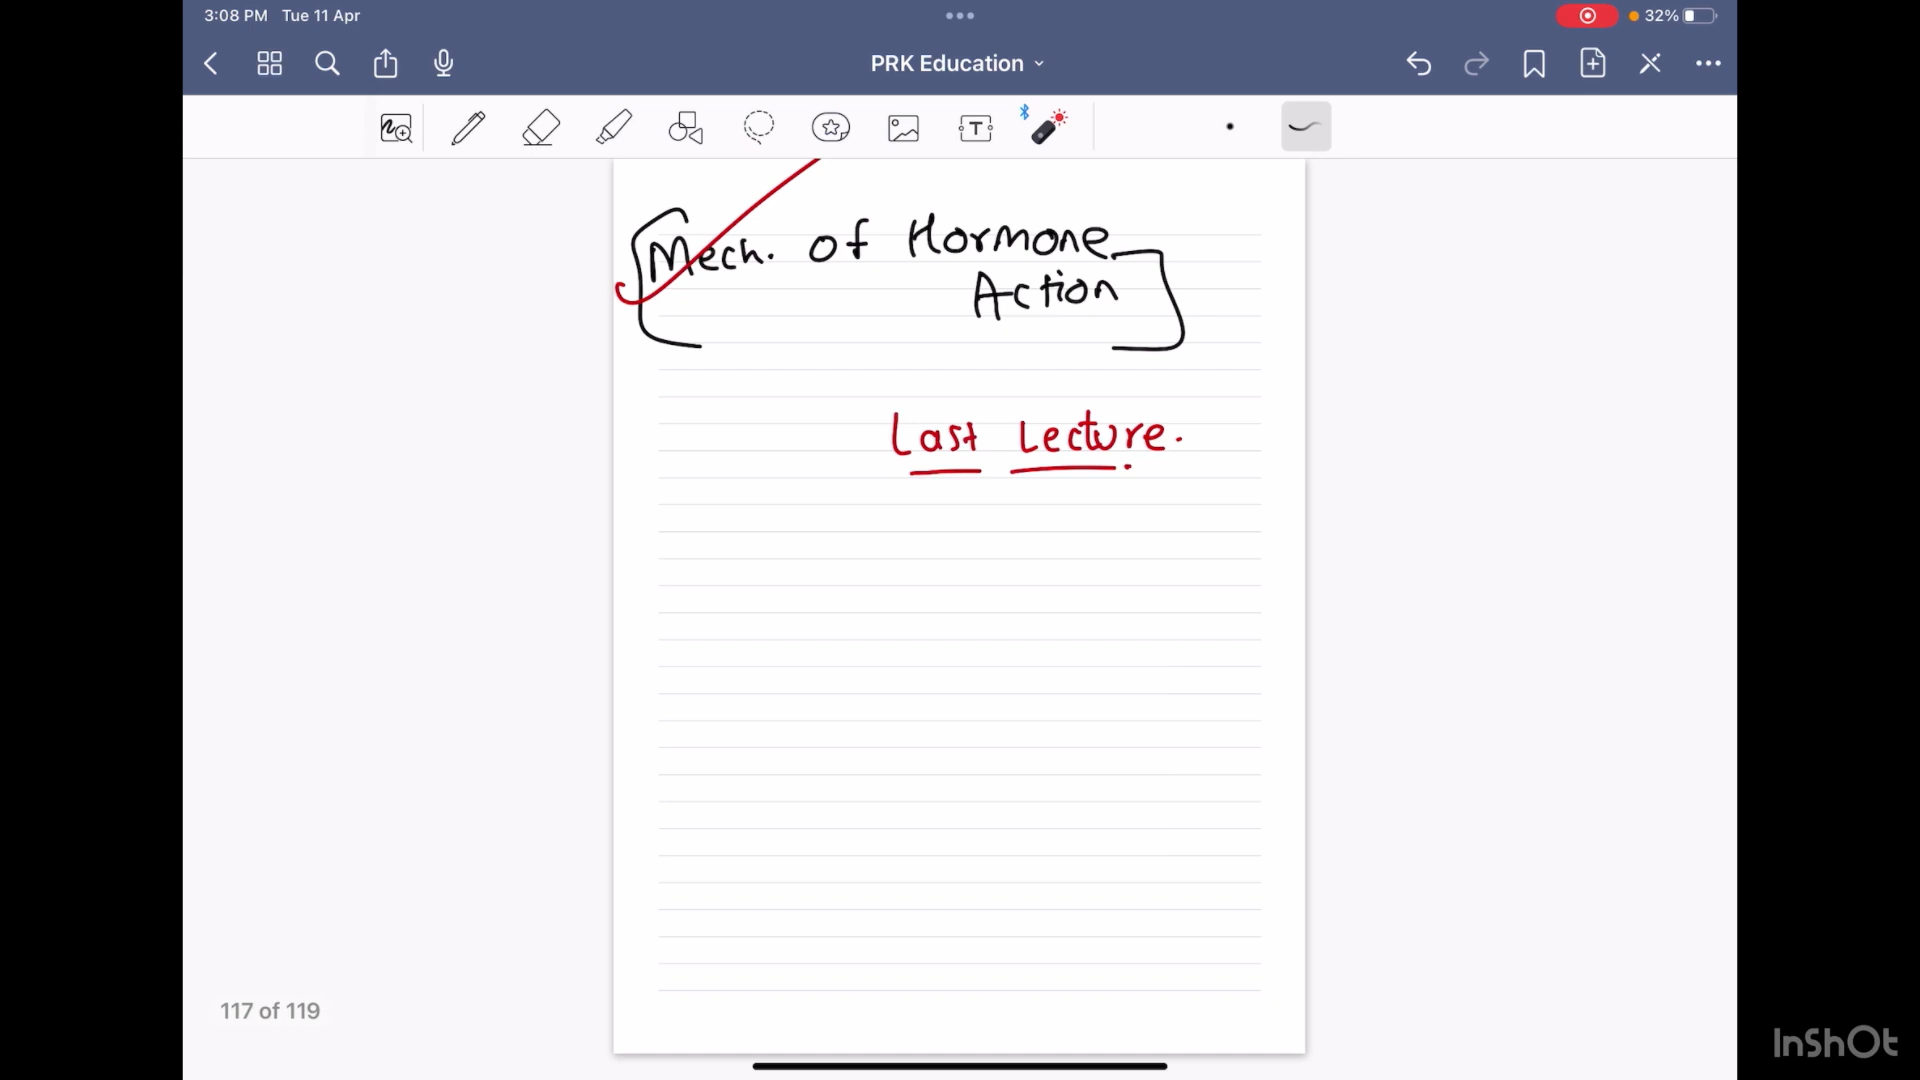 3:08 PM Tue 11 Apr
32%
PRK Education
T
Mech. of Hormone
Action
Last Lecture.
117 of 119
InShOt